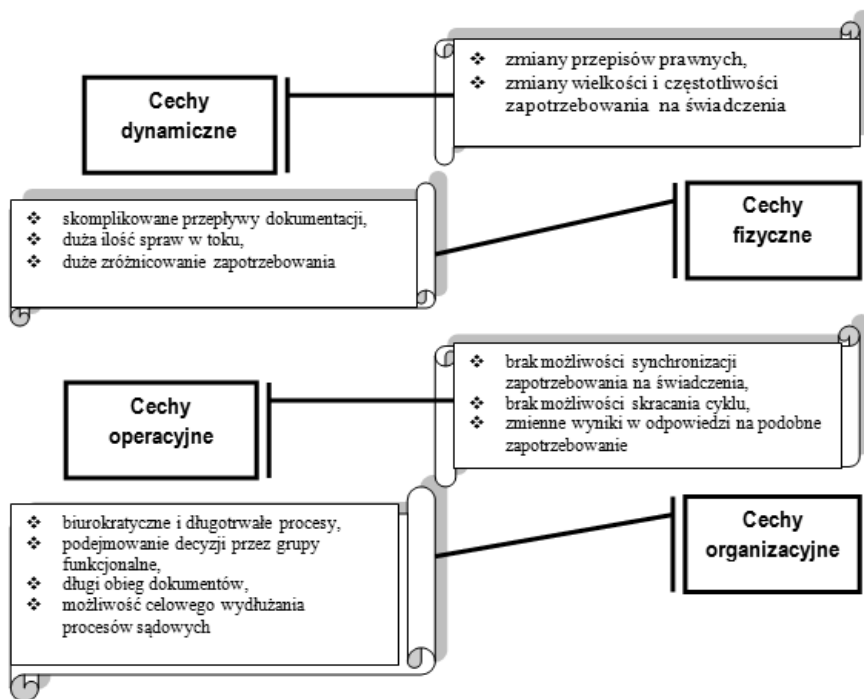 Cechy
dynamiczne
❖ zmiany przepisów prawnych,
❖ zmiany wielkości i częstotliwości
zapotrzebowania na świadczenia
❖ skomplikowane przepływy dokumentacji,
❖ duża ilość spraw w toku,
❖ duże zróżnicowanie zapotrzebowania
Cechy
fizyczne
Cechy
operacyjne
❖ brak możliwości synchronizacji
zapotrzebowania na świadczenia,
❖ brak możliwości skracania cyklu,
❖ zmienne wyniki w odpowiedzi na podobne
zapotrzebowanie
❖ biurokratyczne i długotrwałe procesy,
❖ podejmowanie decyzji przez grupy
funkcjonalne,
❖ długi obieg dokumentów,
❖ możliwość celowego wydłużania
procesów sądowych
Cechy
organizacyjne